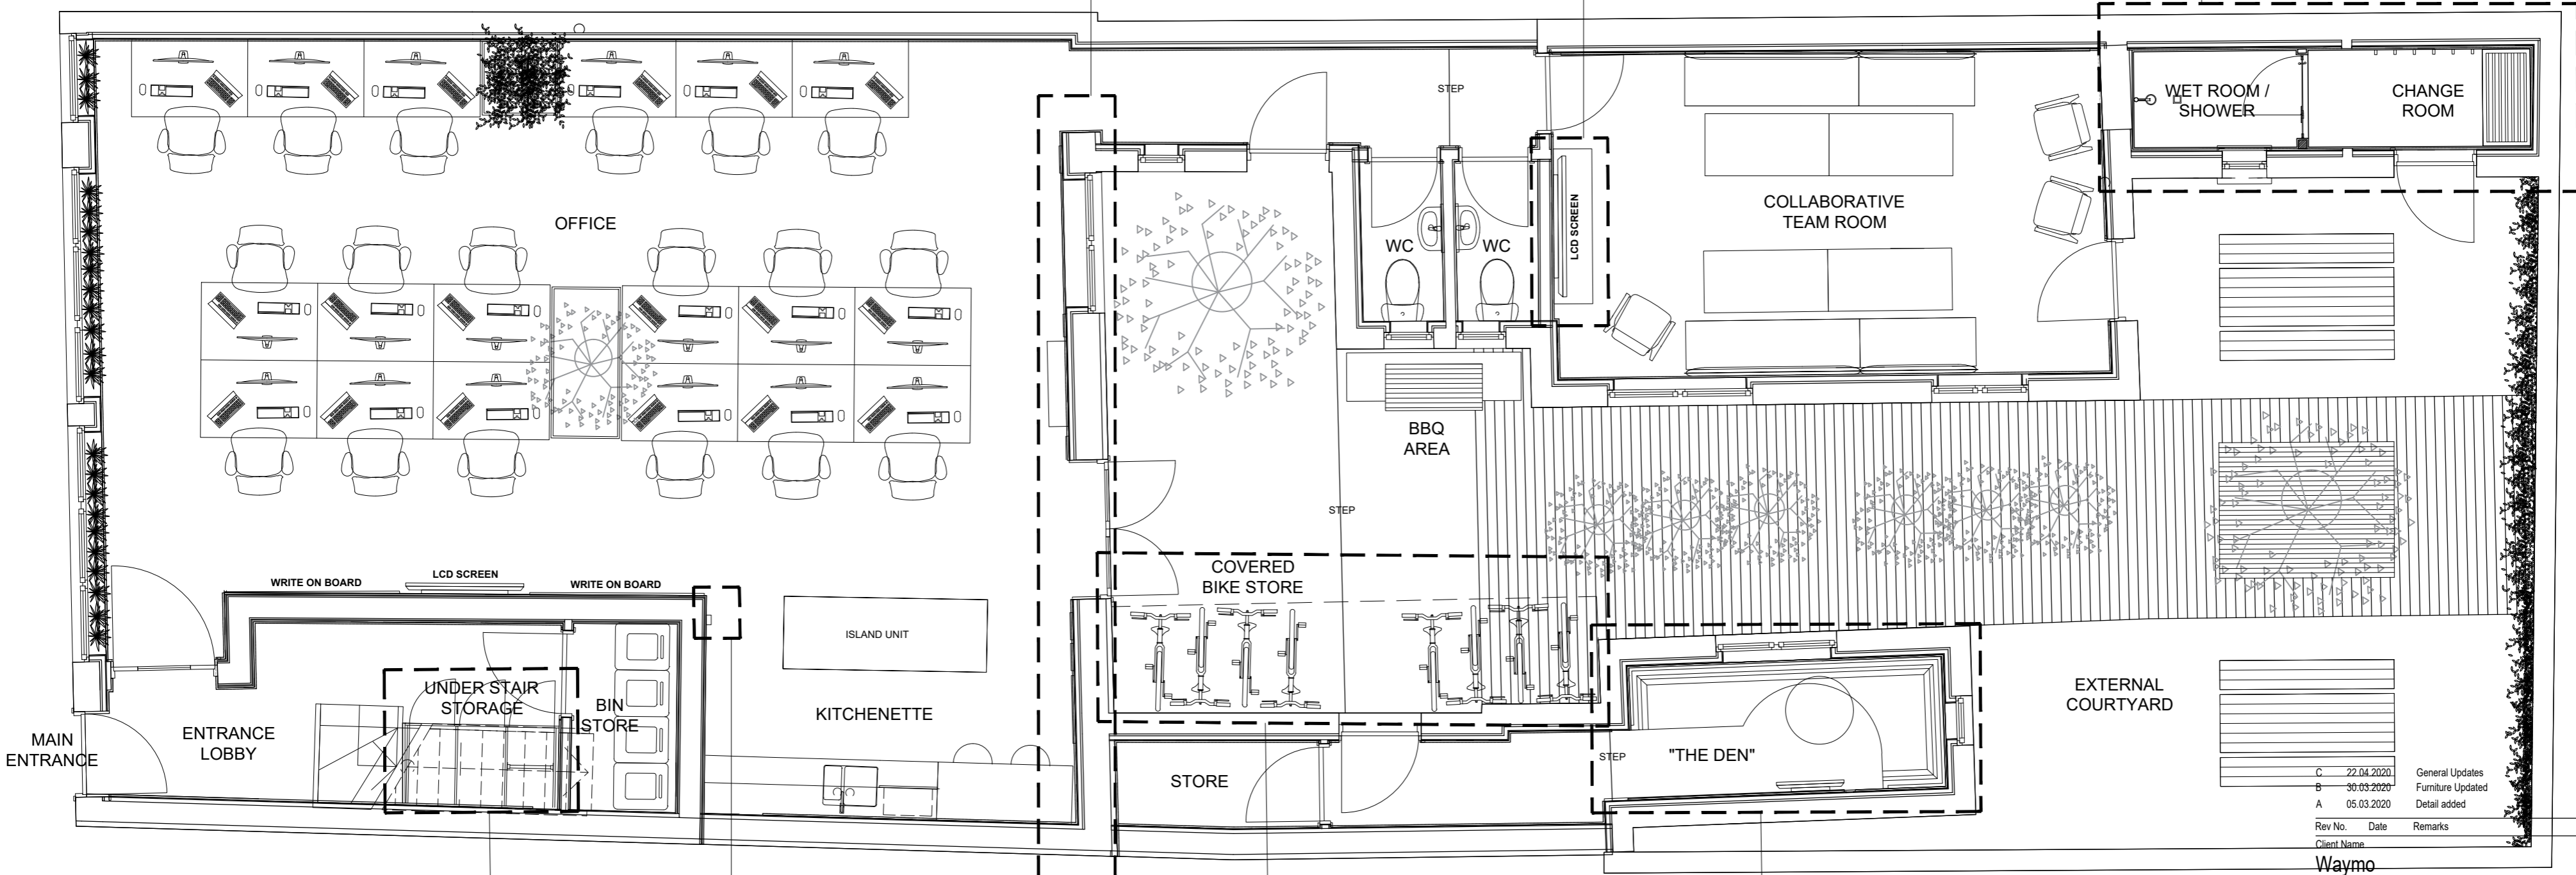 STEP
WET ROOM /
SHOWER
CHANGE
ROOM
OFFICE
COLLABORATIVE
TEAM ROOM
LCD SCREEN
WC
WC
BBQ
AREA
STEP
WRITE ON BOARD
LCD SCREEN
WRITE ON BOARD
COVERED
BIKE STORE
ISLAND UNIT
UNDER STAIR
STORAGE
BIN
STORE
KITCHENETTE
MAIN
ENTRANCE
ENTRANCE
LOBBY
STORE
STEP
"THE DEN"
EXTERNAL
COURTYARD
C 22.04.2020 General Updates
B 30.03.2020 Furniture Updated
A 05.03.2020 Detail added
Rev No. Date Remarks
Client Name
Waymo